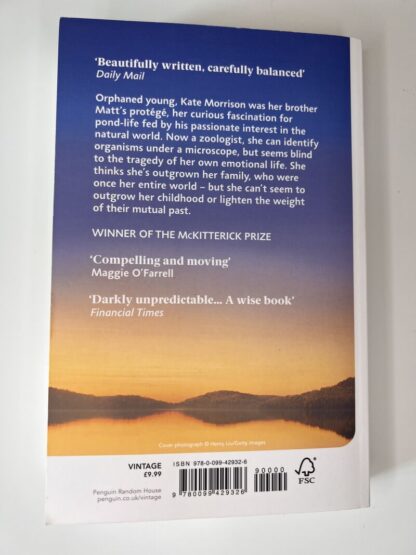 ‘Beautifully written, carefully balanced’
Daily Mail
Orphaned young, Kate Morrison was her brother
Matt’s protégé, her curious fascination for
pond-life fed by his passionate interest in the
natural world. Now a zoologist, she can identify
organisms under a microscope, but seems blind
to the tragedy of her own emotional life. She
thinks she’s outgrown her family, who were
once her entire world – but she can’t seem to
outgrow her childhood or lighten the weight
of their mutual past.
WINNER OF THE McKITTERICK PRIZE
‘Compelling and moving’
Maggie O’Farrell
‘Darkly unpredictable... A wise book’
Financial Times
Cover photograph © Henry Liu/Getty Images
VINTAGE
£9.99
Penguin Random House
penguin.co.uk/vintage
ISBN 978-0-099-42932-6
90000
9 780099 429326
FSC